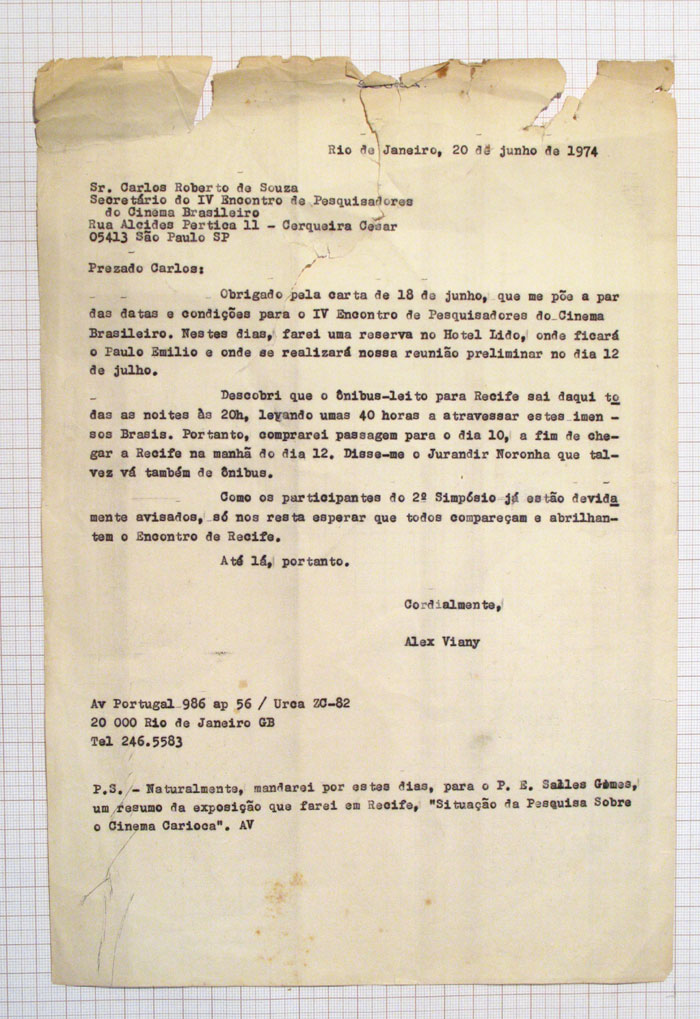 Rio de Janeiro, 20 de junho de 1974
Sr. Carlos Roberto de Souza
Secretário do IV Encontro de Pesquisadores
do Cinema Brasileiro
Rua Alcides Pertica 11 - Cerqueira Cesar
05413 São Paulo SP
Prezado Carlos:
Obrigado pela carta de 18 de junho, que me põe a par
das datas e condições para o IV Encontro de Pesquisadores do Cinema
Brasileiro. Nestes dias, farei uma reserva no Hotel Lido, onde ficará
o Paulo Emilio e onde se realizará nossa reunião preliminar no dia 12
de julho.
Descobri que o ônibus-leito para Recife sai daqui to
das as noites às 20h, levando umas 40 horas a atravessar estes imen -
sos Brasis. Portanto, comprarei passagem para o dia 10, a fim de che-
gar a Recife na manhã do dia 12. Disse-me o Jurandir Noronha que tal-
vez vá também de ônibus.
Como os participantes do 2º Simpósio já estão devida
mente avisados, só nos resta esperar que todos compareçam e abrilhan-
tem o Encontro de Recife.
Até lá, portanto.
Cordialmente,
Alex Viany
Av Portugal 986 ap 56 / Urca ZC-82
20 000 Rio de Janeiro GB
Tel 246.5583
P.S. - Naturalmente, mandarei por estes dias, para o P. E. Salles Gomes,
um resumo da exposição que farei em Recife, "Situação da Pesquisa Sobre
o Cinema Carioca". AV